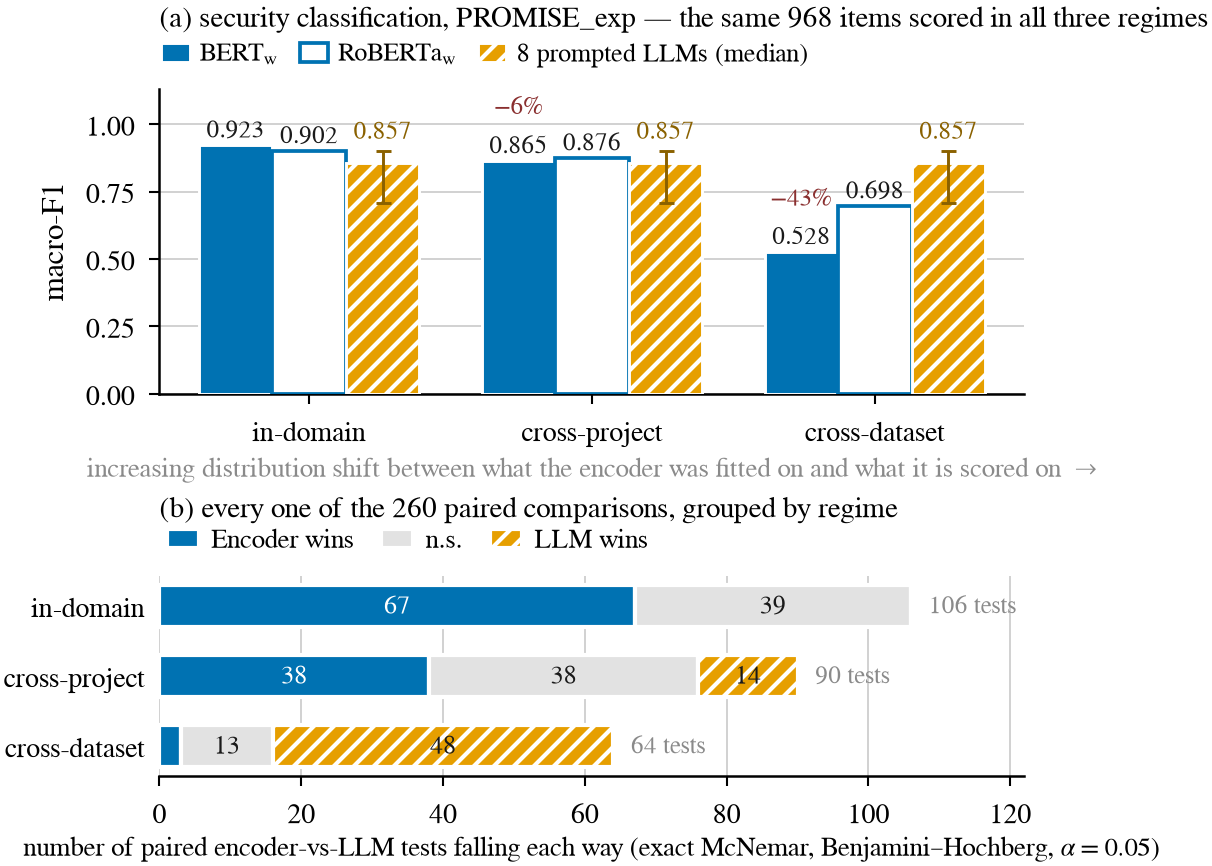 (a) security classification, PROMISE_exp — the same 968 items scored in all three regimes
BERTw RoBERTaw 8 prompted LLMs (median)
macro-F1
1.00
0.75
0.50
0.25
0.00
0.923 0.902 0.857
−6%
0.865 0.876 0.857
−43%
0.528 0.698 0.857
in-domain cross-project cross-dataset
increasing distribution shift between what the encoder was fitted on and what it is scored on →
(b) every one of the 260 paired comparisons, grouped by regime
Encoder wins n.s. LLM wins
in-domain 67 39 106 tests
cross-project 38 38 14 90 tests
cross-dataset 13 48 64 tests
0 20 40 60 80 100 120
number of paired encoder-vs-LLM tests falling each way (exact McNemar, Benjamini–Hochberg, α = 0.05)